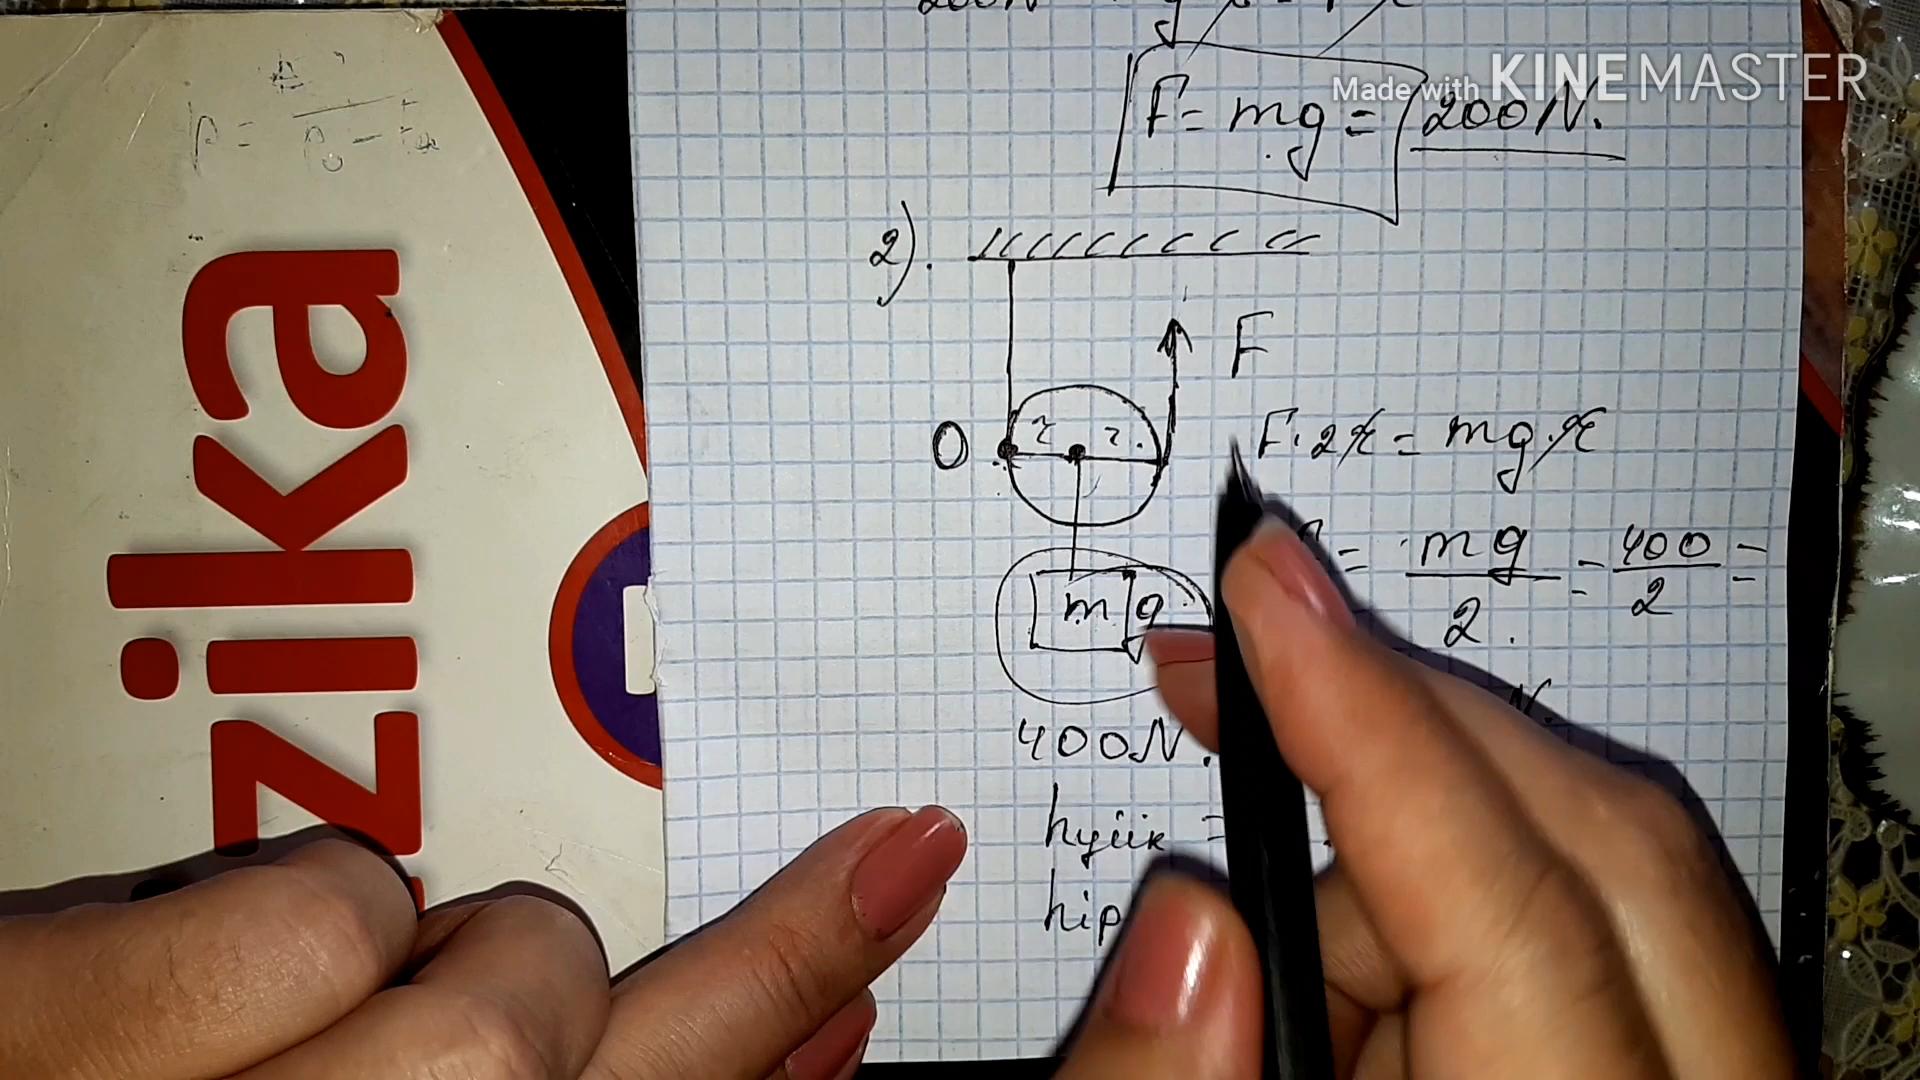 Made with KINEMASTER
F = mg = 200N.
2).
F
O r r.
F. 2r = mg.r
= mg / 2. = 400 / 2 =
mg
N.
400N.
hyük =
hip
zika